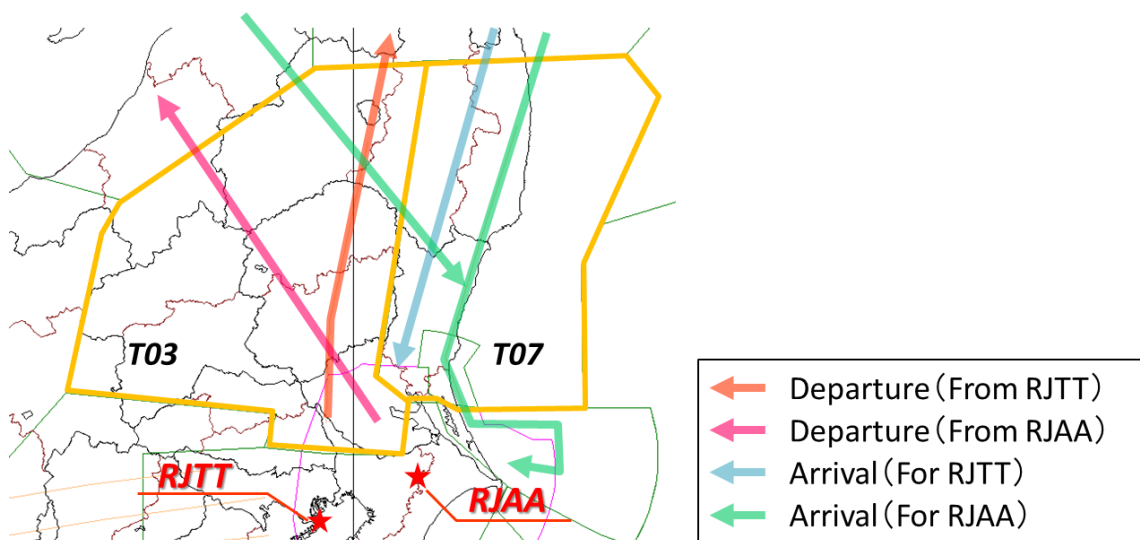 T03
T07
RJTT
RJAA
Departure(From RJTT)
Departure(From RJAA)
Arrival(For RJTT)
Arrival(For RJAA)